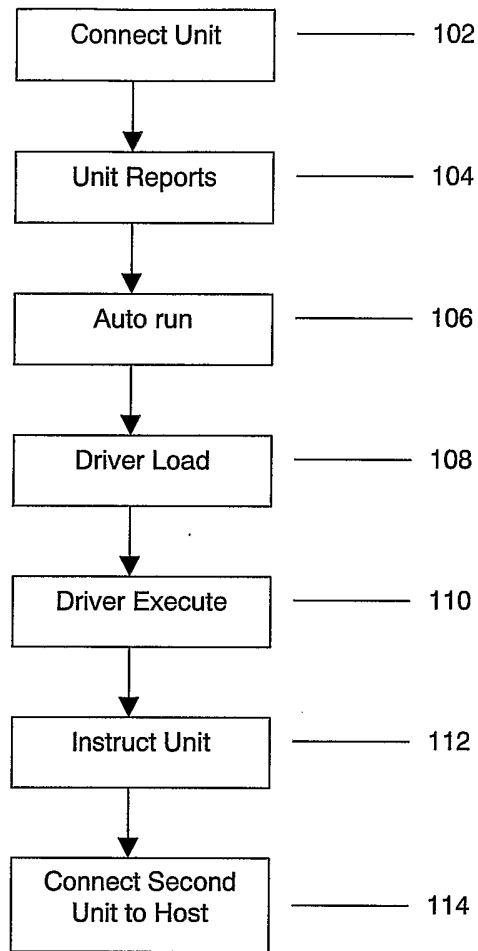 Connect Unit 102
Unit Reports 104
Auto run 106
Driver Load 108
Driver Execute 110
Instruct Unit 112
Connect Second
Unit to Host 114